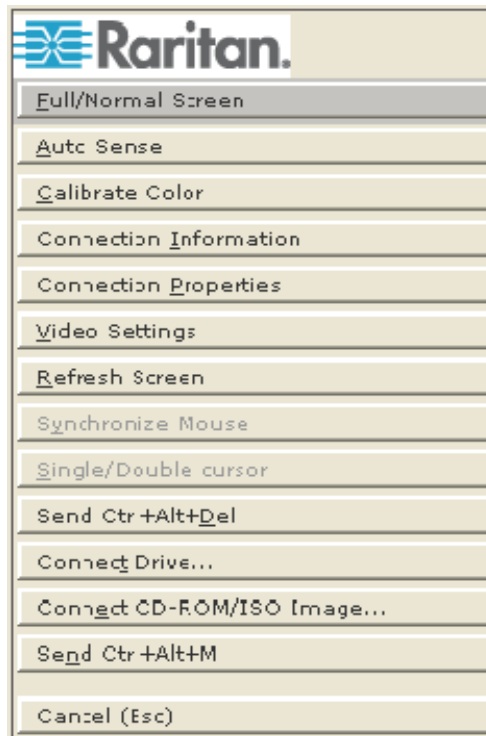 Raritan.
Full/Normal Screen
Auto Sense
Calibrate Color
Connection Information
Connection Properties
Video Settings
Refresh Screen
Synchronize Mouse
Single/Double cursor
Send Ctrl+Alt+Del
Connect Drive...
Connect CD-ROM/ISO Image...
Send Ctrl+Alt+M
Cancel (Esc)